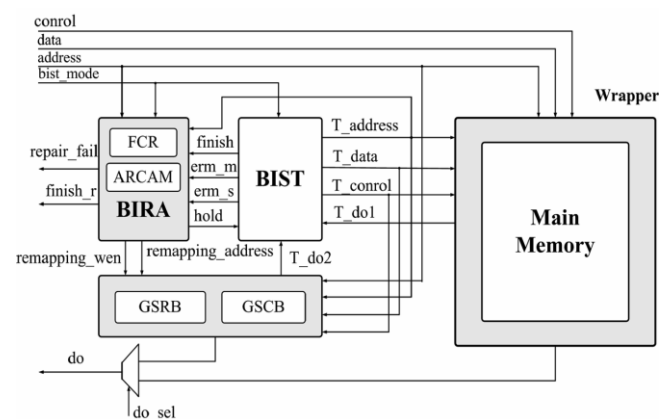 conrol
data
address
bist_mode
Wrapper
FCR
ARCAM
BIRA
repair_fail
finish_r
finish
erm_m
erm_s
hold
BIST
T_address
T_data
T_conrol
T_do1
Main
Memory
remapping_wen
remapping_address
T_do2
GSRB
GSCB
do
do_sel